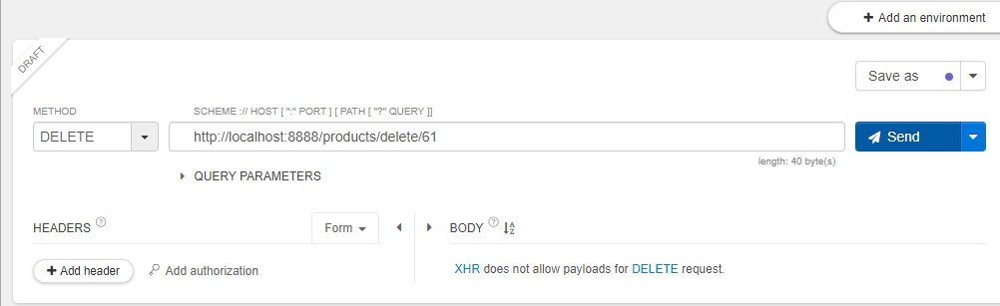 Add an environment
DRAFT
Save as
METHOD
SCHEME :// HOST [ ":" PORT ] [ PATH [ "?" QUERY ]]
DELETE
http://localhost:8888/products/delete/61
Send
length: 40 byte(s)
QUERY PARAMETERS
HEADERS ?
Form
BODY ? AZ
Add header
Add authorization
XHR does not allow payloads for DELETE request.